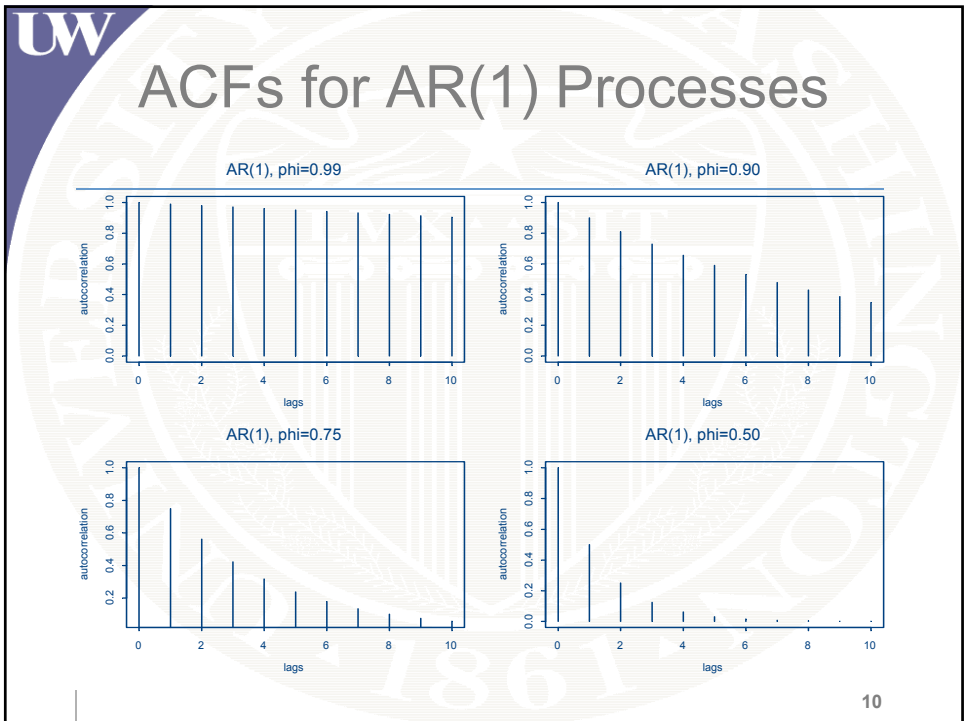 UW
ACFs for AR(1) Processes
AR(1), phi=0.99
autocorrelation
0.0 0.2 0.4 0.6 0.8 1.0
0 2 4 6 8 10
lags
AR(1), phi=0.90
autocorrelation
0.0 0.2 0.4 0.6 0.8 1.0
0 2 4 6 8 10
lags
AR(1), phi=0.75
autocorrelation
0.2 0.4 0.6 0.8 1.0
0 2 4 6 8 10
lags
AR(1), phi=0.50
autocorrelation
0.0 0.2 0.4 0.6 0.8 1.0
0 2 4 6 8 10
lags
LVX SIT
1861
10